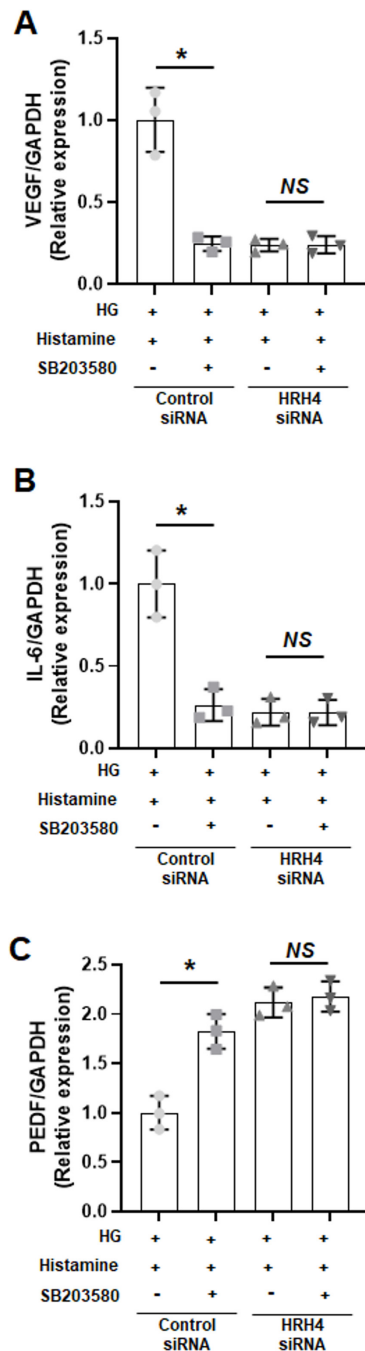 A
VEGF/GAPDH
(Relative expression)
1.5
1.0
0.5
0.0
*
NS
HG + + + +
Histamine + + + +
SB203580 - + - +
Control siRNA
HRH4 siRNA
B
IL-6/GAPDH
(Relative expression)
1.5
1.0
0.5
0.0
*
NS
HG + + + +
Histamine + + + +
SB203580 - + - +
Control siRNA
HRH4 siRNA
C
PEDF/GAPDH
(Relative expression)
2.5
2.0
1.5
1.0
0.5
0.0
*
NS
HG + + + +
Histamine + + + +
SB203580 - + - +
Control siRNA
HRH4 siRNA